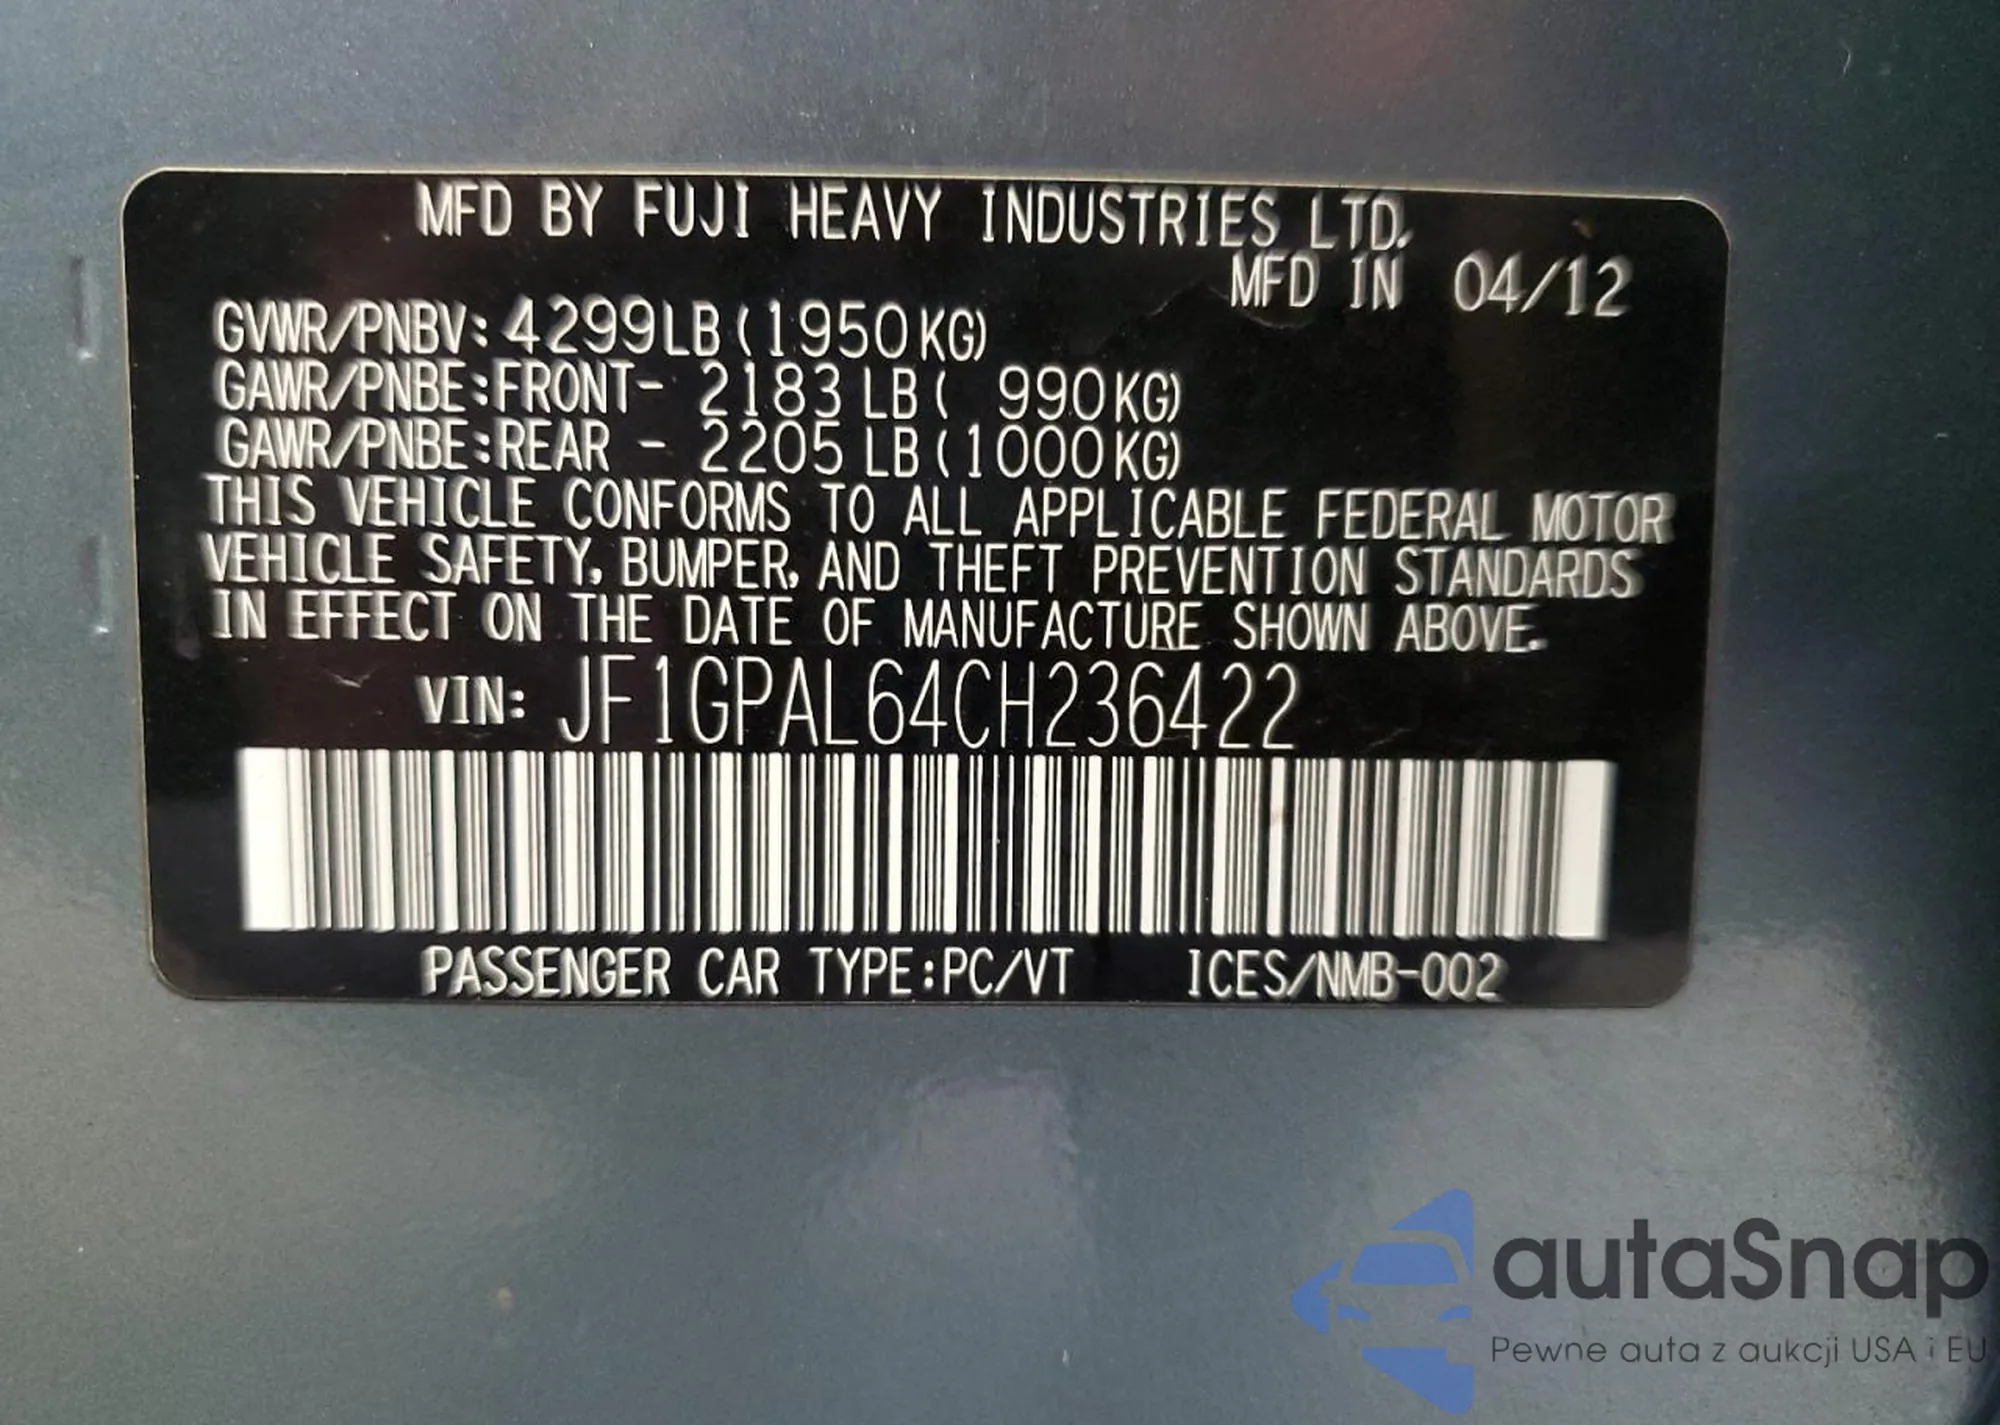 MFD BY FUJI HEAVY INDUSTRIES LTD.
MFD IN 04/12
GVWR/PNBV:4299LB(1950KG)
GAWR/PNBE:FRONT- 2183 LB( 990KG)
GAWR/PNBE:REAR - 2205 LB(1000KG)
THIS VEHICLE CONFORMS TO ALL APPLICABLE FEDERAL MOTOR
VEHICLE SAFETY, BUMPER, AND THEFT PREVENTION STANDARDS
IN EFFECT ON THE DATE OF MANUFACTURE SHOWN ABOVE.
VIN: JF1GPAL64CH236422
PASSENGER CAR TYPE:PC/VT ICES/NMB-002
autaSnap
Pewne auta z aukcji USA i EU